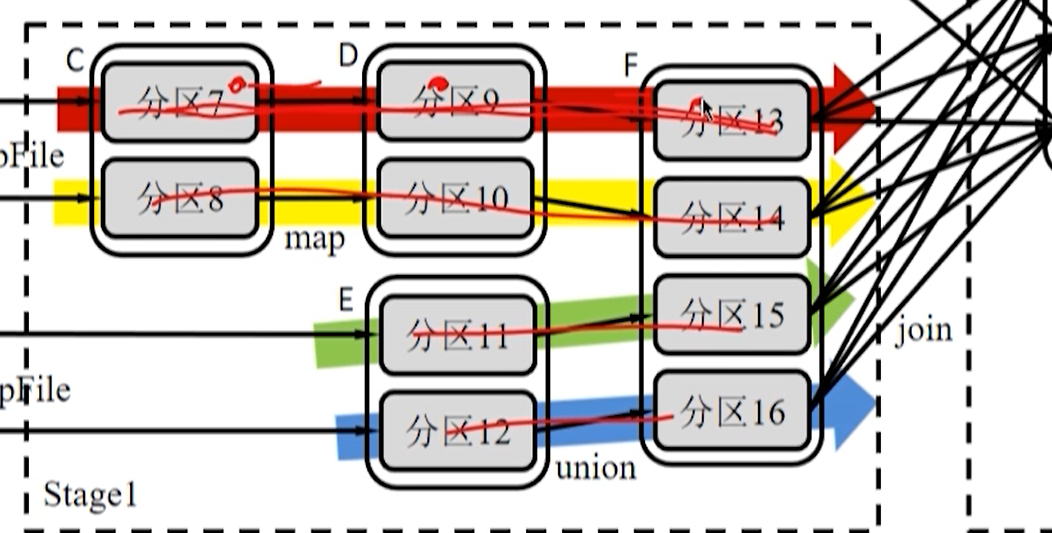 C
D
F
分区7
分区9
分区13
pFile
分区8
分区10
分区14
map
E
分区11
分区15
join
pFile
分区12
分区16
union
Stage1